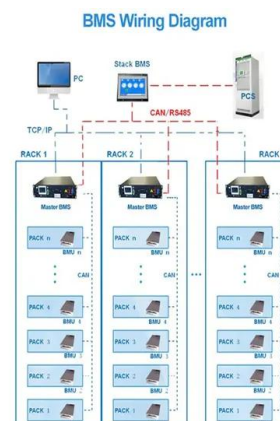 BMS Wiring Diagram
PC
Stack BMS
PCS
CAN/RS485
TCP/IP
RACK 1
RACK 2
RACK
Master BMS
Master BMS
Master BMS
PACK n
PACK n
PACK n
BMU n
BMU n
BMU n
CAN
CAN
CAN
PACK 4
PACK 4
PACK 4
BMU 4
BMU 4
BMU 4
PACK 3
PACK 3
PACK 3
BMU 3
BMU 3
BMU 3
PACK 2
PACK 2
PACK 2
BMU 2
BMU 2
BMU 2
PACK 1
PACK 1
PACK 1